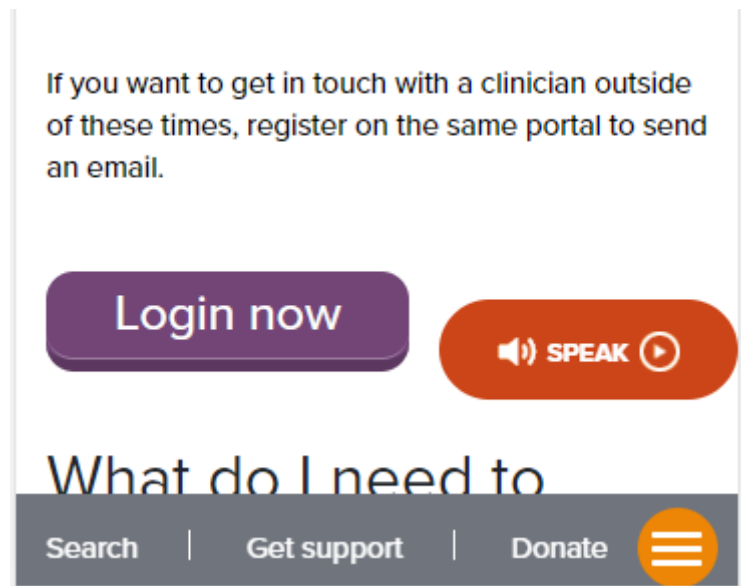 If you want to get in touch with a clinician outside
of these times, register on the same portal to send
an email.
Login now
SPEAK
What do I need to
Search
Get support
Donate